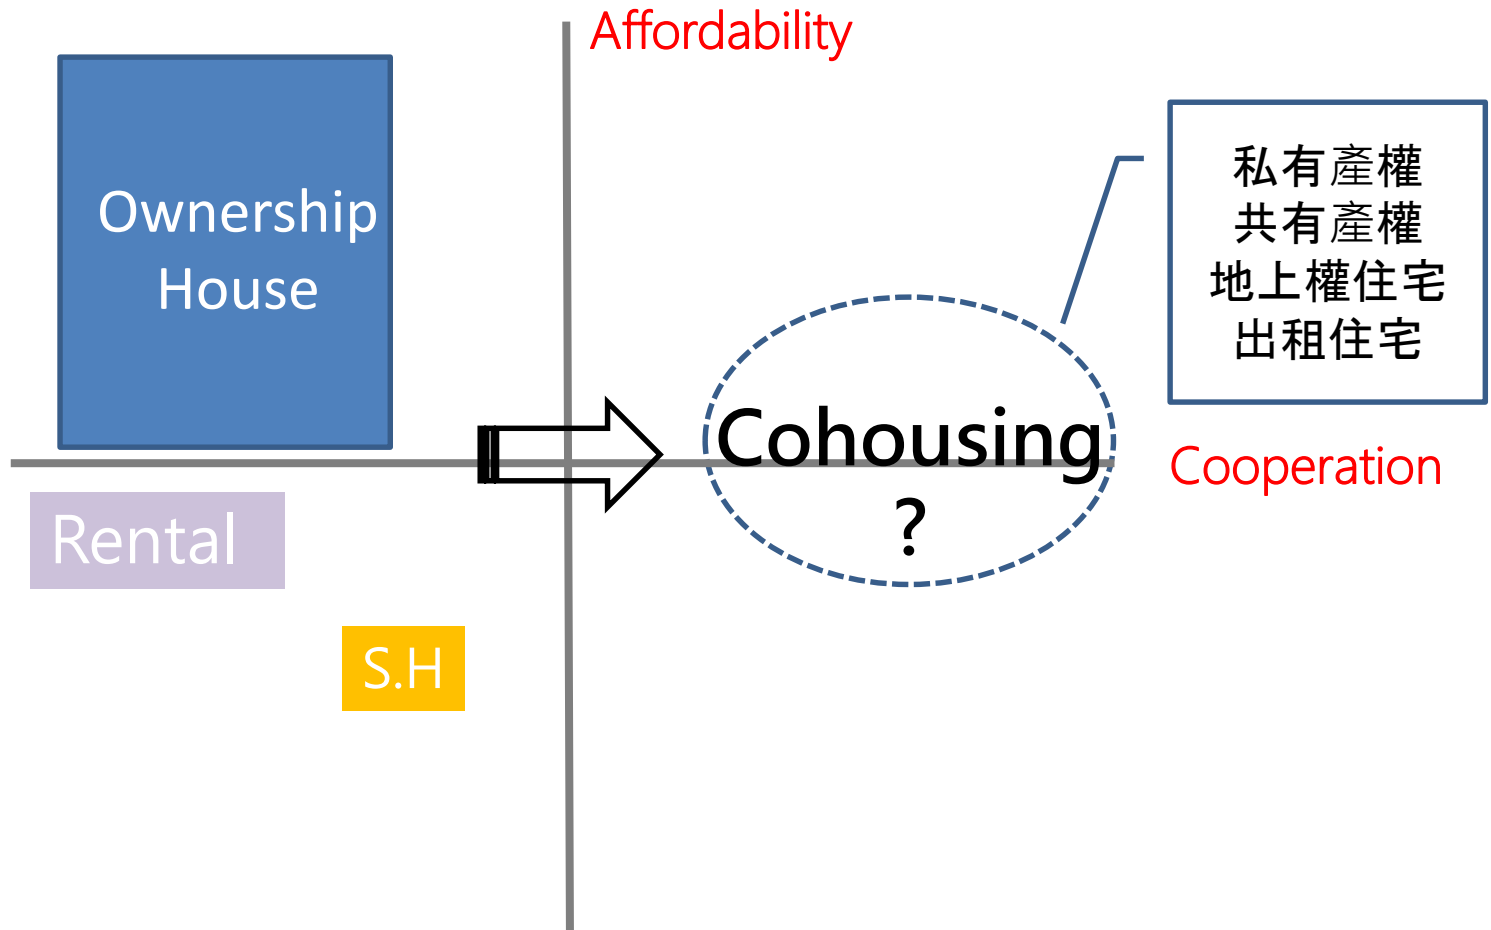 Affordability
Ownership
House
私有產權
共有產權
地上權住宅
出租住宅
Cohousing
?
Cooperation
Rental
S.H